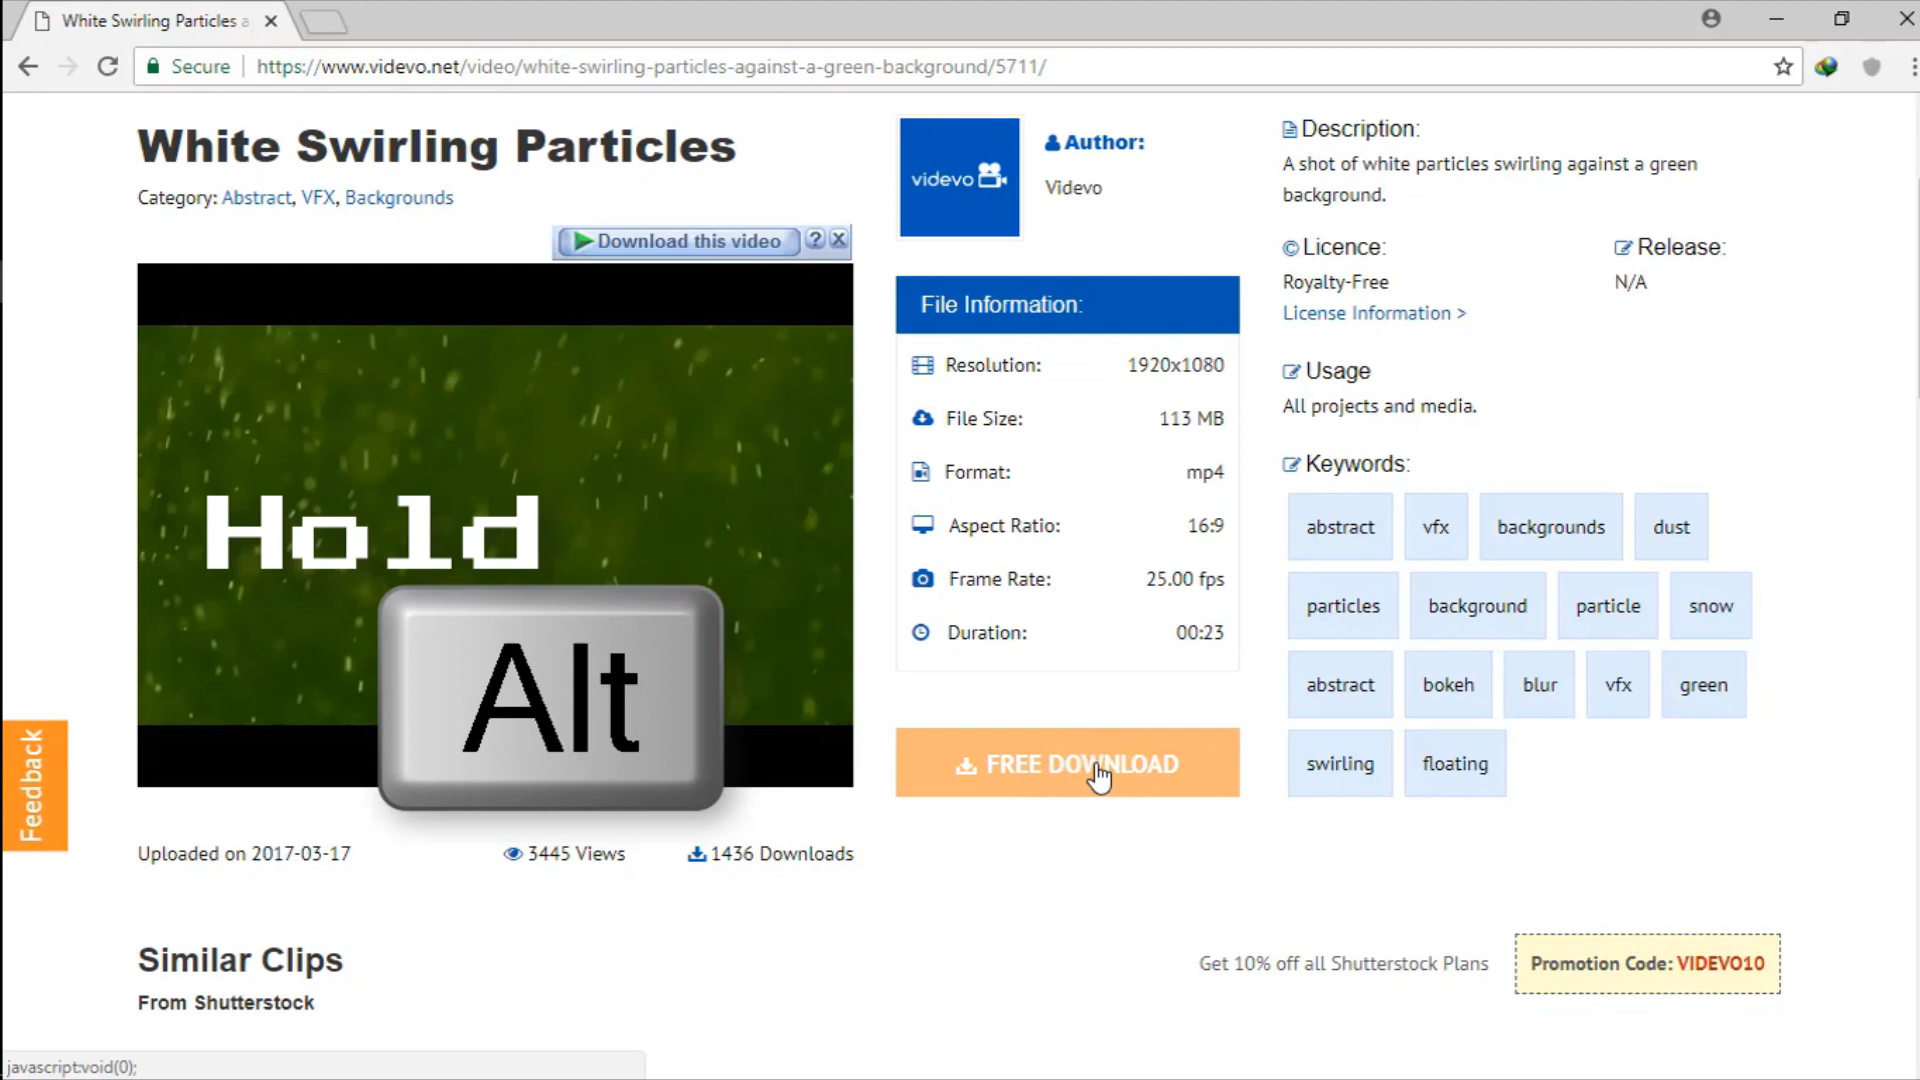 White Swirling Particles a
Secure
https://www.videvo.net/video/white-swirling-particles-against-a-green-background/5711/
White Swirling Particles
Category: Abstract, VFX, Backgrounds
Download this video
?
Hold
Alt
Uploaded on 2017-03-17
3445 Views
1436 Downloads
videvo
Author:
Videvo
File Information:
Resolution: 1920x1080
File Size: 113 MB
Format: mp4
Aspect Ratio: 16:9
Frame Rate: 25.00 fps
Duration: 00:23
FREE DOWNLOAD
Description:
A shot of white particles swirling against a green
background.
© Licence:
Royalty-Free
License Information >
Release:
N/A
Usage
All projects and media.
Keywords:
abstract vfx backgrounds dust
particles background particle snow
abstract bokeh blur vfx green
swirling floating
Feedback
Similar Clips
From Shutterstock
Get 10% off all Shutterstock Plans
Promotion Code: VIDEVO10
javascript:void(0);